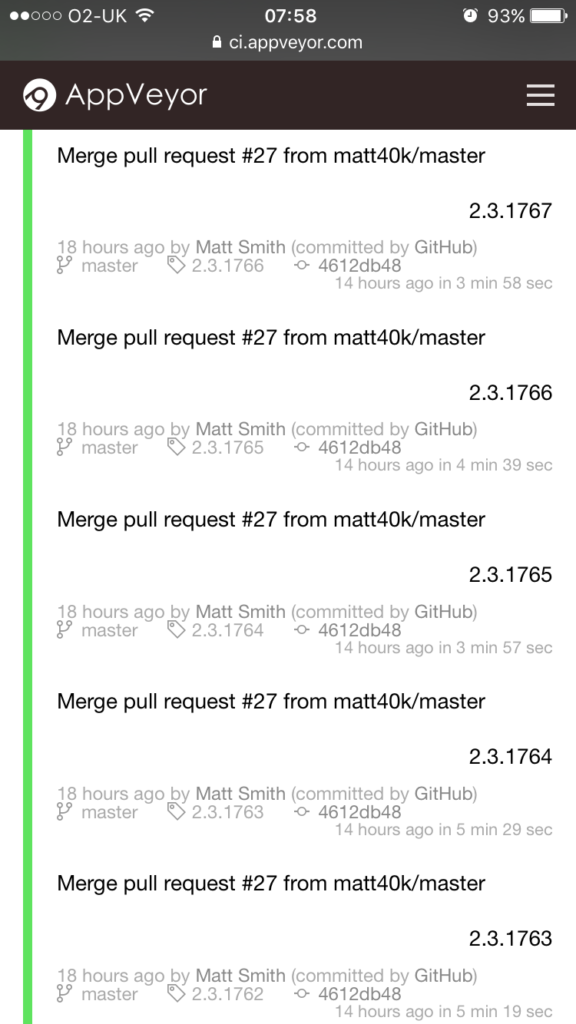 O2-UK 07:58 93%
ci.appveyor.com
AppVeyor
Merge pull request #27 from matt40k/master
2.3.1767
18 hours ago by Matt Smith (committed by GitHub)
master 2.3.1766 4612db48
14 hours ago in 3 min 58 sec
Merge pull request #27 from matt40k/master
2.3.1766
18 hours ago by Matt Smith (committed by GitHub)
master 2.3.1765 4612db48
14 hours ago in 4 min 39 sec
Merge pull request #27 from matt40k/master
2.3.1765
18 hours ago by Matt Smith (committed by GitHub)
master 2.3.1764 4612db48
14 hours ago in 3 min 57 sec
Merge pull request #27 from matt40k/master
2.3.1764
18 hours ago by Matt Smith (committed by GitHub)
master 2.3.1763 4612db48
14 hours ago in 5 min 29 sec
Merge pull request #27 from matt40k/master
2.3.1763
18 hours ago by Matt Smith (committed by GitHub)
master 2.3.1762 4612db48
14 hours ago in 5 min 19 sec